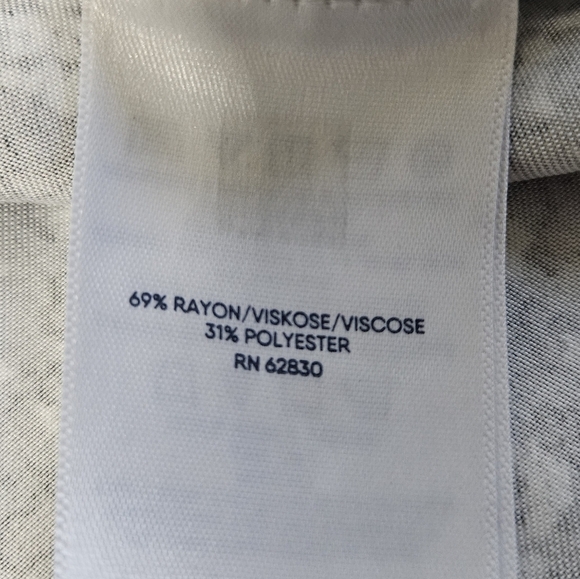 69% RAYON/VISKOSE/VISCOSE
31% POLYESTER
RN 62830